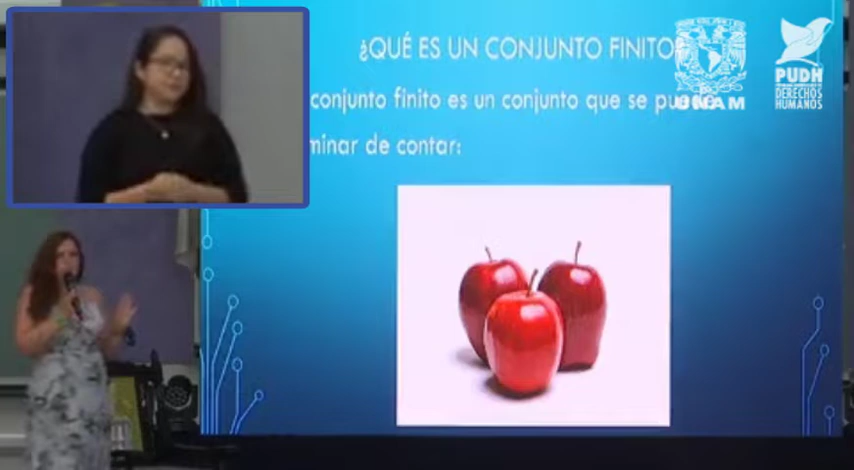 ¿QUÉ ES UN CONJUNTO FINITO
conjunto finito es un conjunto que se
minar de contar:
UNAM
PUDH
DERECHOS
HUMANOS